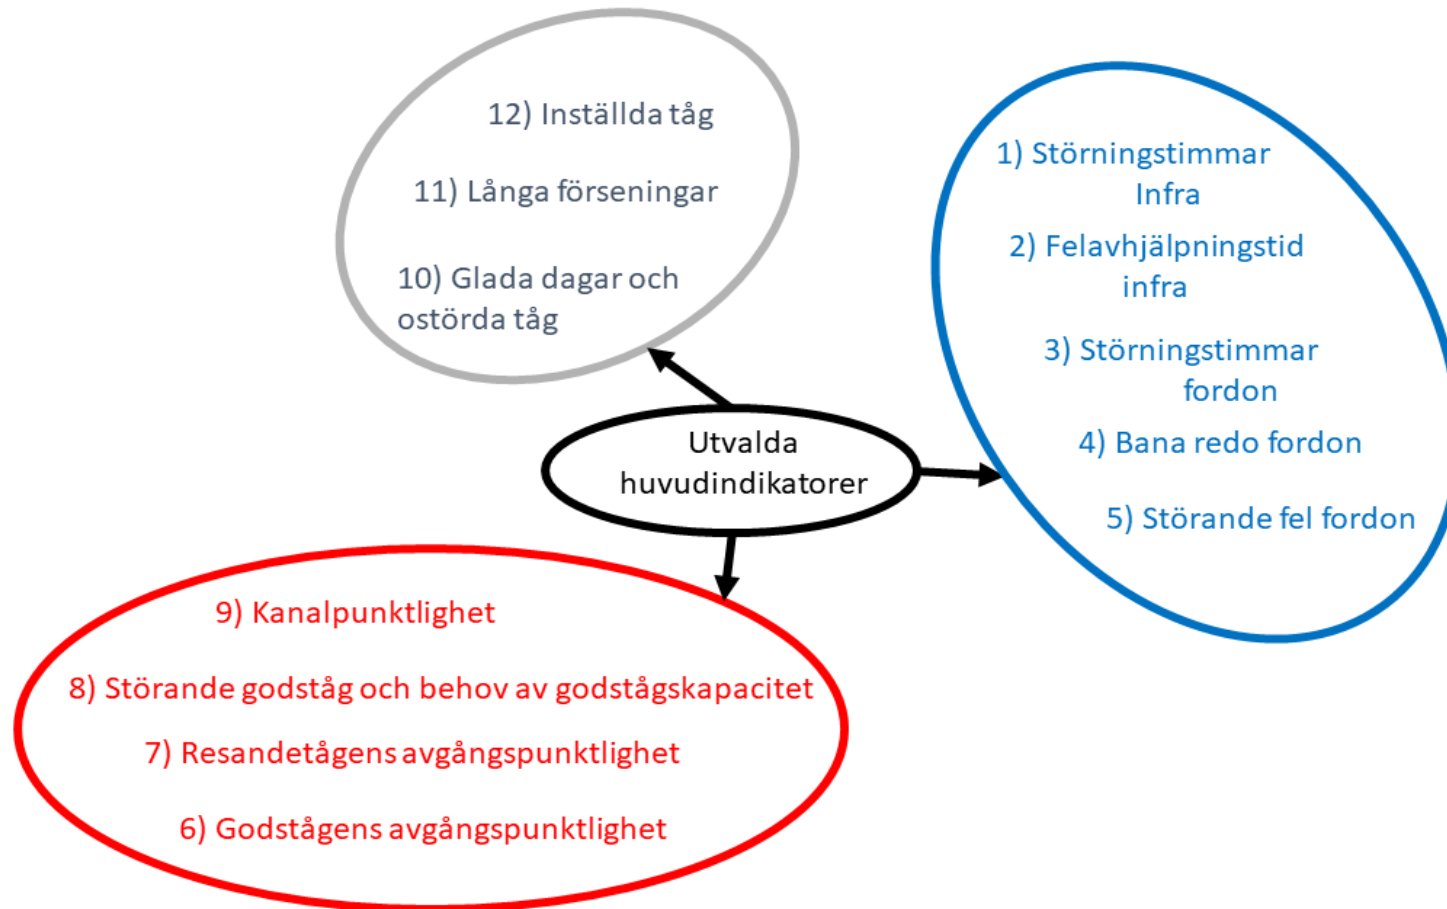 12) Inställda tåg
11) Långa förseningar
10) Glada dagar och
ostörda tåg
1) Störningstimmar
Infra
2) Felavhjälpningstid
infra
3) Störningstimmar
fordon
4) Bana redo fordon
5) Störande fel fordon
Utvalda
huvudindikatorer
9) Kanalpunktlighet
8) Störande godståg och behov av godstågskapacitet
7) Resandetågens avgångspunktlighet
6) Godstågens avgångspunktlighet